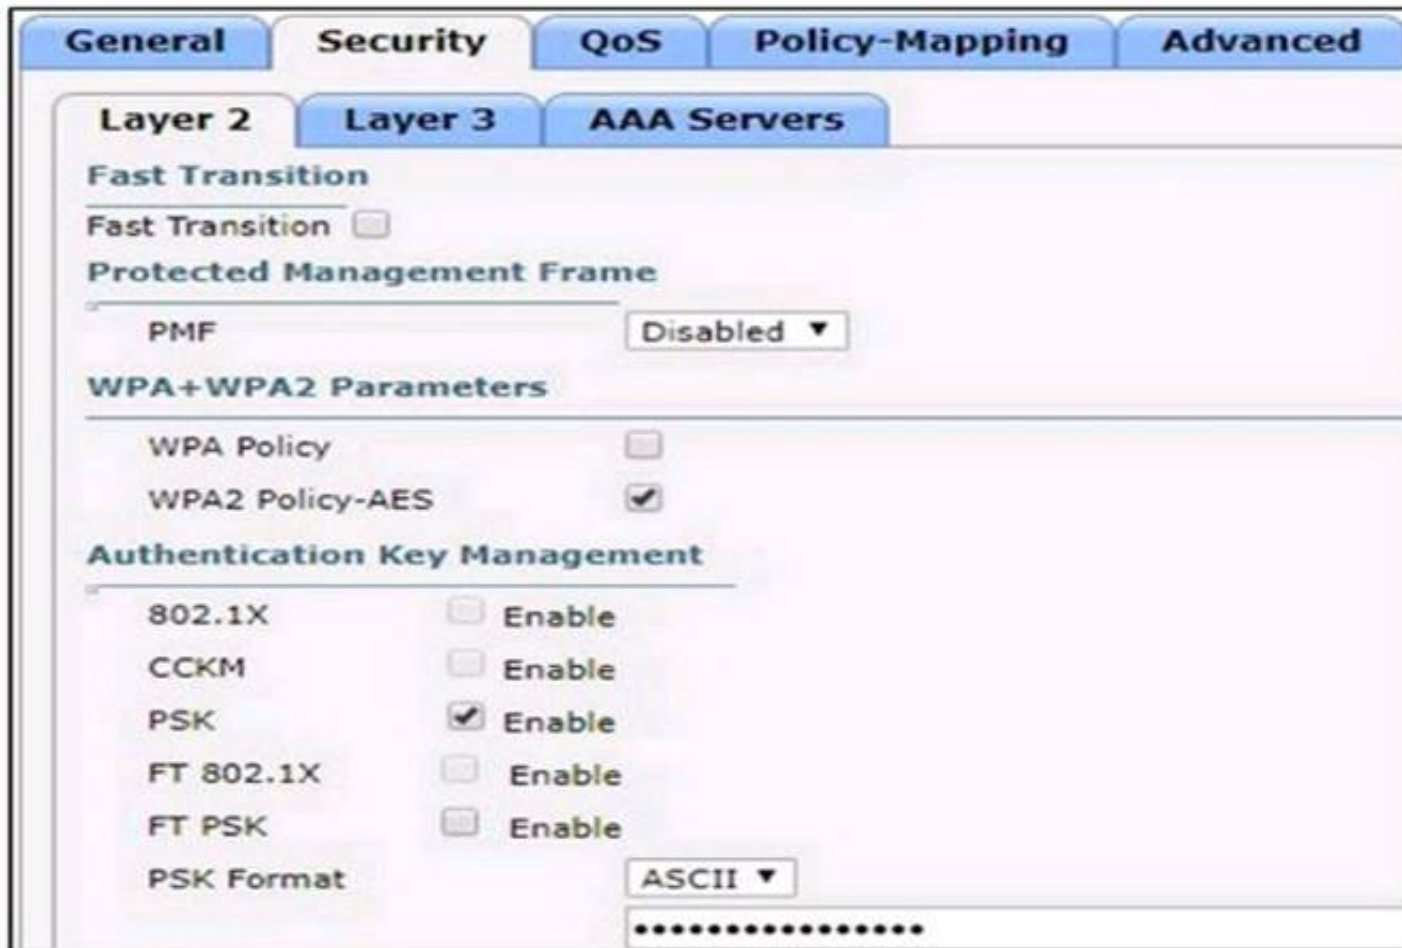 General Security QoS Policy-Mapping Advanced
Layer 2 Layer 3 AAA Servers
Fast Transition
Fast Transition
Protected Management Frame
PMF Disabled
WPA+WPA2 Parameters
WPA Policy
WPA2 Policy-AES
Authentication Key Management
802.1X Enable
CCKM Enable
PSK Enable
FT 802.1X Enable
FT PSK Enable
PSK Format ASCII
••••••••••••••••